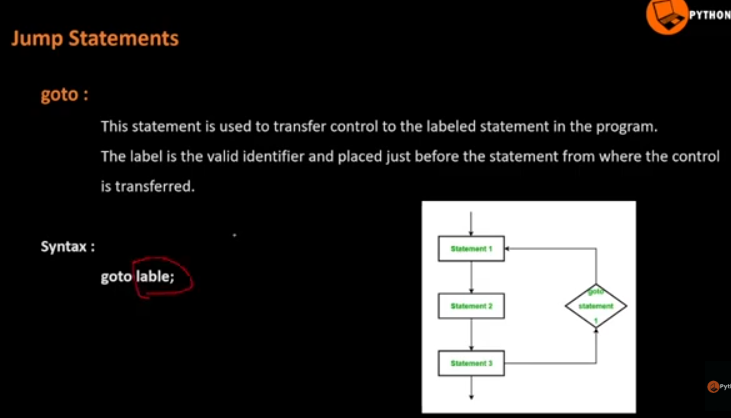 PYTHON
Jump Statements
goto :
This statement is used to transfer control to the labeled statement in the program.
The label is the valid identifier and placed just before the statement from where the control
is transferred.
Syntax :
goto lable;
Statement 1
Statement 2
Statement 3
goto
statement
1
Pyt